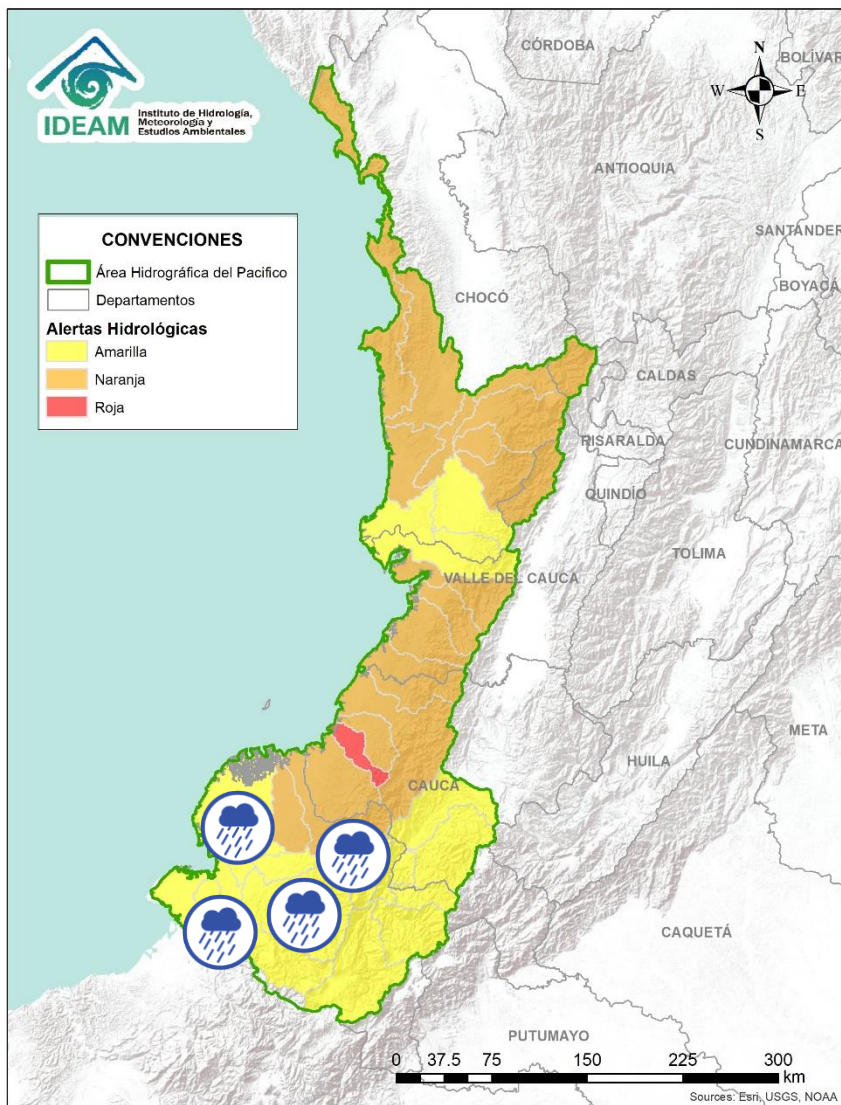 IDEAM
Instituto de Hidrología,
Meteorología y
Estudios Ambientales
CÓRDOBA
BOLÍVAR
N
W
E
S
ANTIOQUIA
SANTANDER
BOYACÁ
CONVENCIONES
Área Hidrográfica del Pacifico
Departamentos
Alertas Hidrológicas
Amarilla
Naranja
Roja
CHOCÓ
CALDAS
RISARALDA
CUNDINAMARCA
QUINDÍO
TOLIMA
VALLE DEL CAUCA
META
HUILA
CAUCA
CAQUETÁ
PUTUMAYO
0 37.5 75 150 225 300
km
Sources: Esri, USGS, NOAA